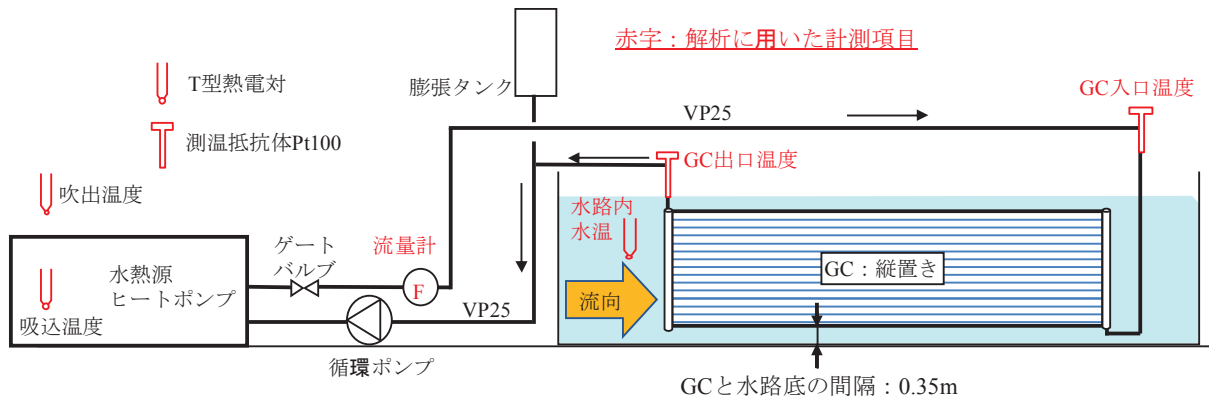 赤字：解析に用いた計測項目
T型熱電対
測温抵抗体Pt100
膨張タンク
VP25
GC入口温度
GC出口温度
吹出温度
水路内
水温
ゲート
バルブ
流量計
F
水熱源
ヒートポンプ
吸込温度
VP25
循環ポンプ
流向
GC：縦置き
GCと水路底の間隔：0.35m